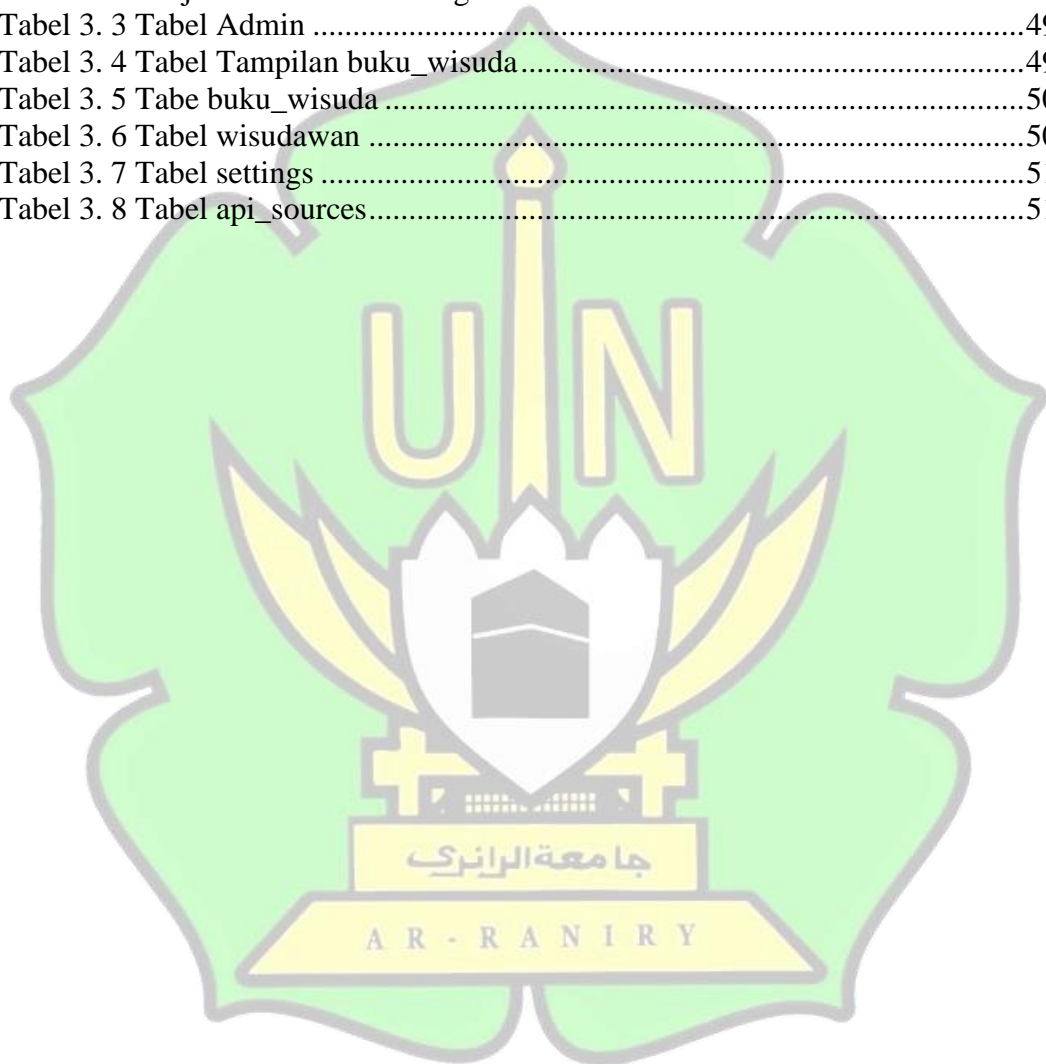 Tabel 3. 3 Tabel Admin ........................................................................................49
Tabel 3. 4 Tabel Tampilan buku_wisuda..............................................................49
Tabel 3. 5 Tabe buku_wisuda ...............................................................................50
Tabel 3. 6 Tabel wisudawan .................................................................................50
Tabel 3. 7 Tabel settings .......................................................................................51
Tabel 3. 8 Tabel api_sources.................................................................................51
U N
جامعة الرانري
AR-RANIRY